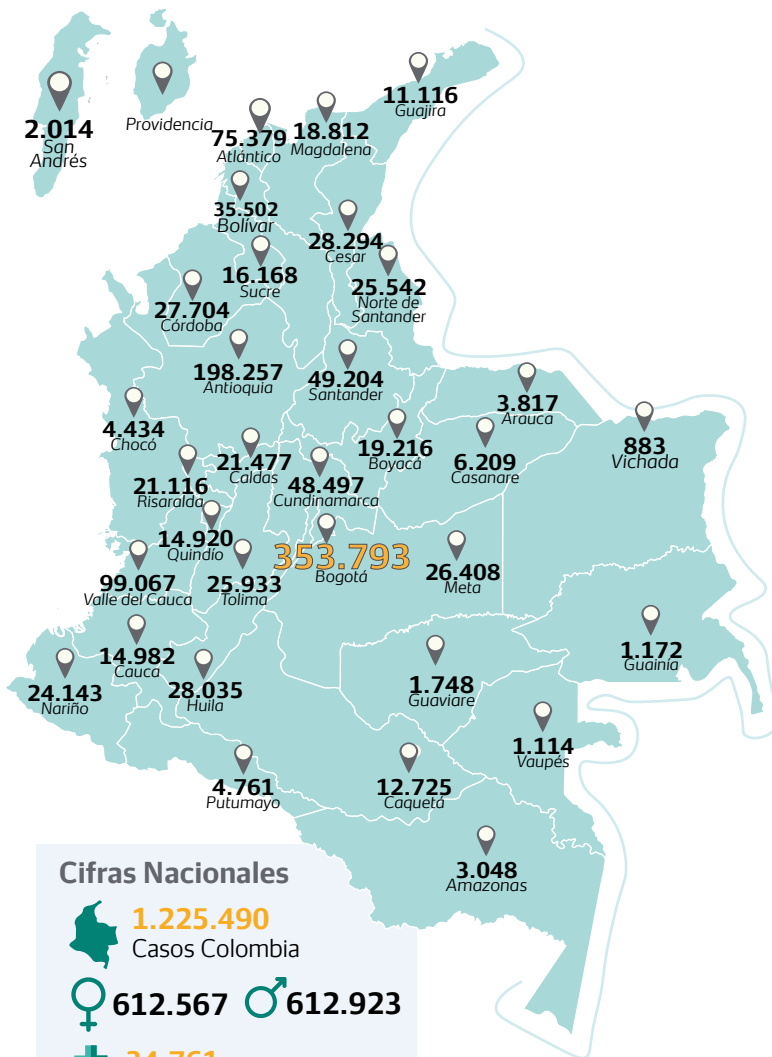 2.014
San
Andrés
Providencia
11.116
Guajira
75.379
Atlántico
18.812
Magdalena
35.502
Bolívar
28.294
Cesar
16.168
Sucre
25.542
Norte de
Santander
27.704
Córdoba
198.257
Antioquia
49.204
Santander
3.817
Arauca
4.434
Chocó
19.216
Boyacá
883
Vichada
21.477
Caldas
6.209
Casanare
21.116
Risaralda
48.497
Cundinamarca
14.920
Quindío
353.793
Bogotá
99.067
Valle del Cauca
25.933
Tolima
26.408
Meta
14.982
Cauca
1.172
Guainía
24.143
Nariño
28.035
Huila
1.748
Guaviare
1.114
Vaupés
4.761
Putumayo
12.725
Caquetá
3.048
Amazonas
Cifras Nacionales
1.225.490
Casos Colombia
612.567
612.923
34.761